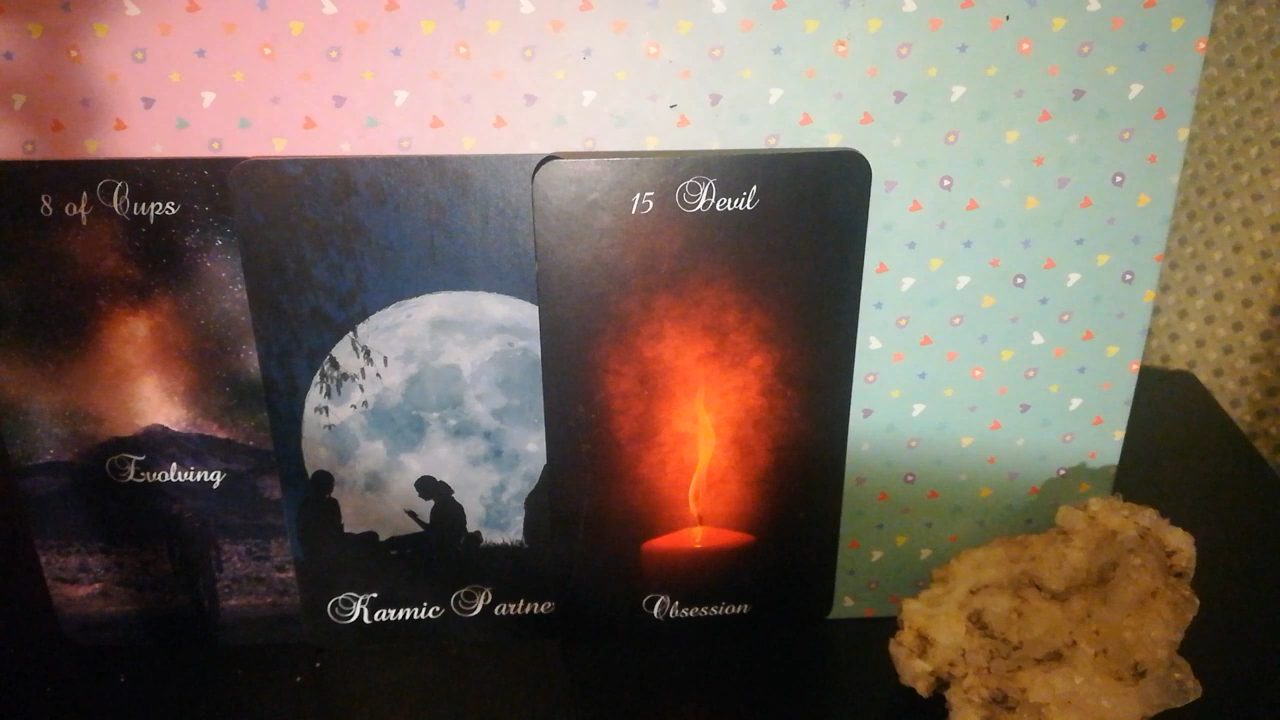 8 of Cups
Evolving
Karmic Partne
15 Devil
Obsession